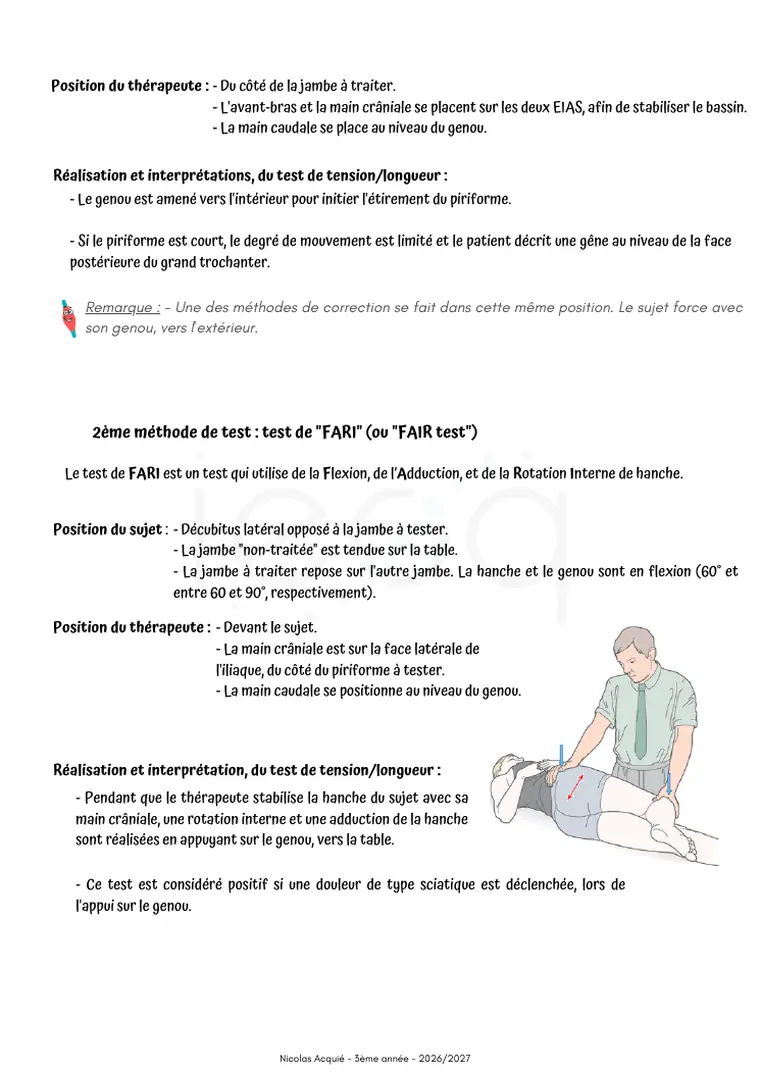 Position du thérapeute : - Du côté de la jambe à traiter.
- L'avant-bras et la main crâniale se placent sur les deux EIAS, afin de stabiliser le bassin.
- La main caudale se place au niveau du genou.
Réalisation et interprétations, du test de tension/longueur :
- Le genou est amené vers l'intérieur pour initier l'étirement du piriforme.
- Si le piriforme est court, le degré de mouvement est limité et le patient décrit une gêne au niveau de la face
postérieure du grand trochanter.
Remarque : - Une des méthodes de correction se fait dans cette même position. Le sujet force avec
son genou, vers l'extérieur.
2ème méthode de test : test de "FARI" (ou "FAIR test")
Le test de FARI est un test qui utilise de la Flexion, de l'Adduction, et de la Rotation Interne de hanche.
Position du sujet : - Décubitus latéral opposé à la jambe à tester.
- La jambe "non-traitée" est tendue sur la table.
- La jambe à traiter repose sur l'autre jambe. La hanche et le genou sont en flexion (60° et
entre 60 et 90°, respectivement).
Position du thérapeute : - Devant le sujet.
- La main crâniale est sur la face latérale de
l'iliaque, du côté du piriforme à tester.
- La main caudale se positionne au niveau du genou.
Réalisation et interprétation, du test de tension/longueur :
- Pendant que le thérapeute stabilise la hanche du sujet avec sa
main crâniale, une rotation interne et une adduction de la hanche
sont réalisées en appuyant sur le genou, vers la table.
- Ce test est considéré positif si une douleur de type sciatique est déclenchée, lors de
l'appui sur le genou.
Nicolas Acquié - 3ème année - 2026/2027